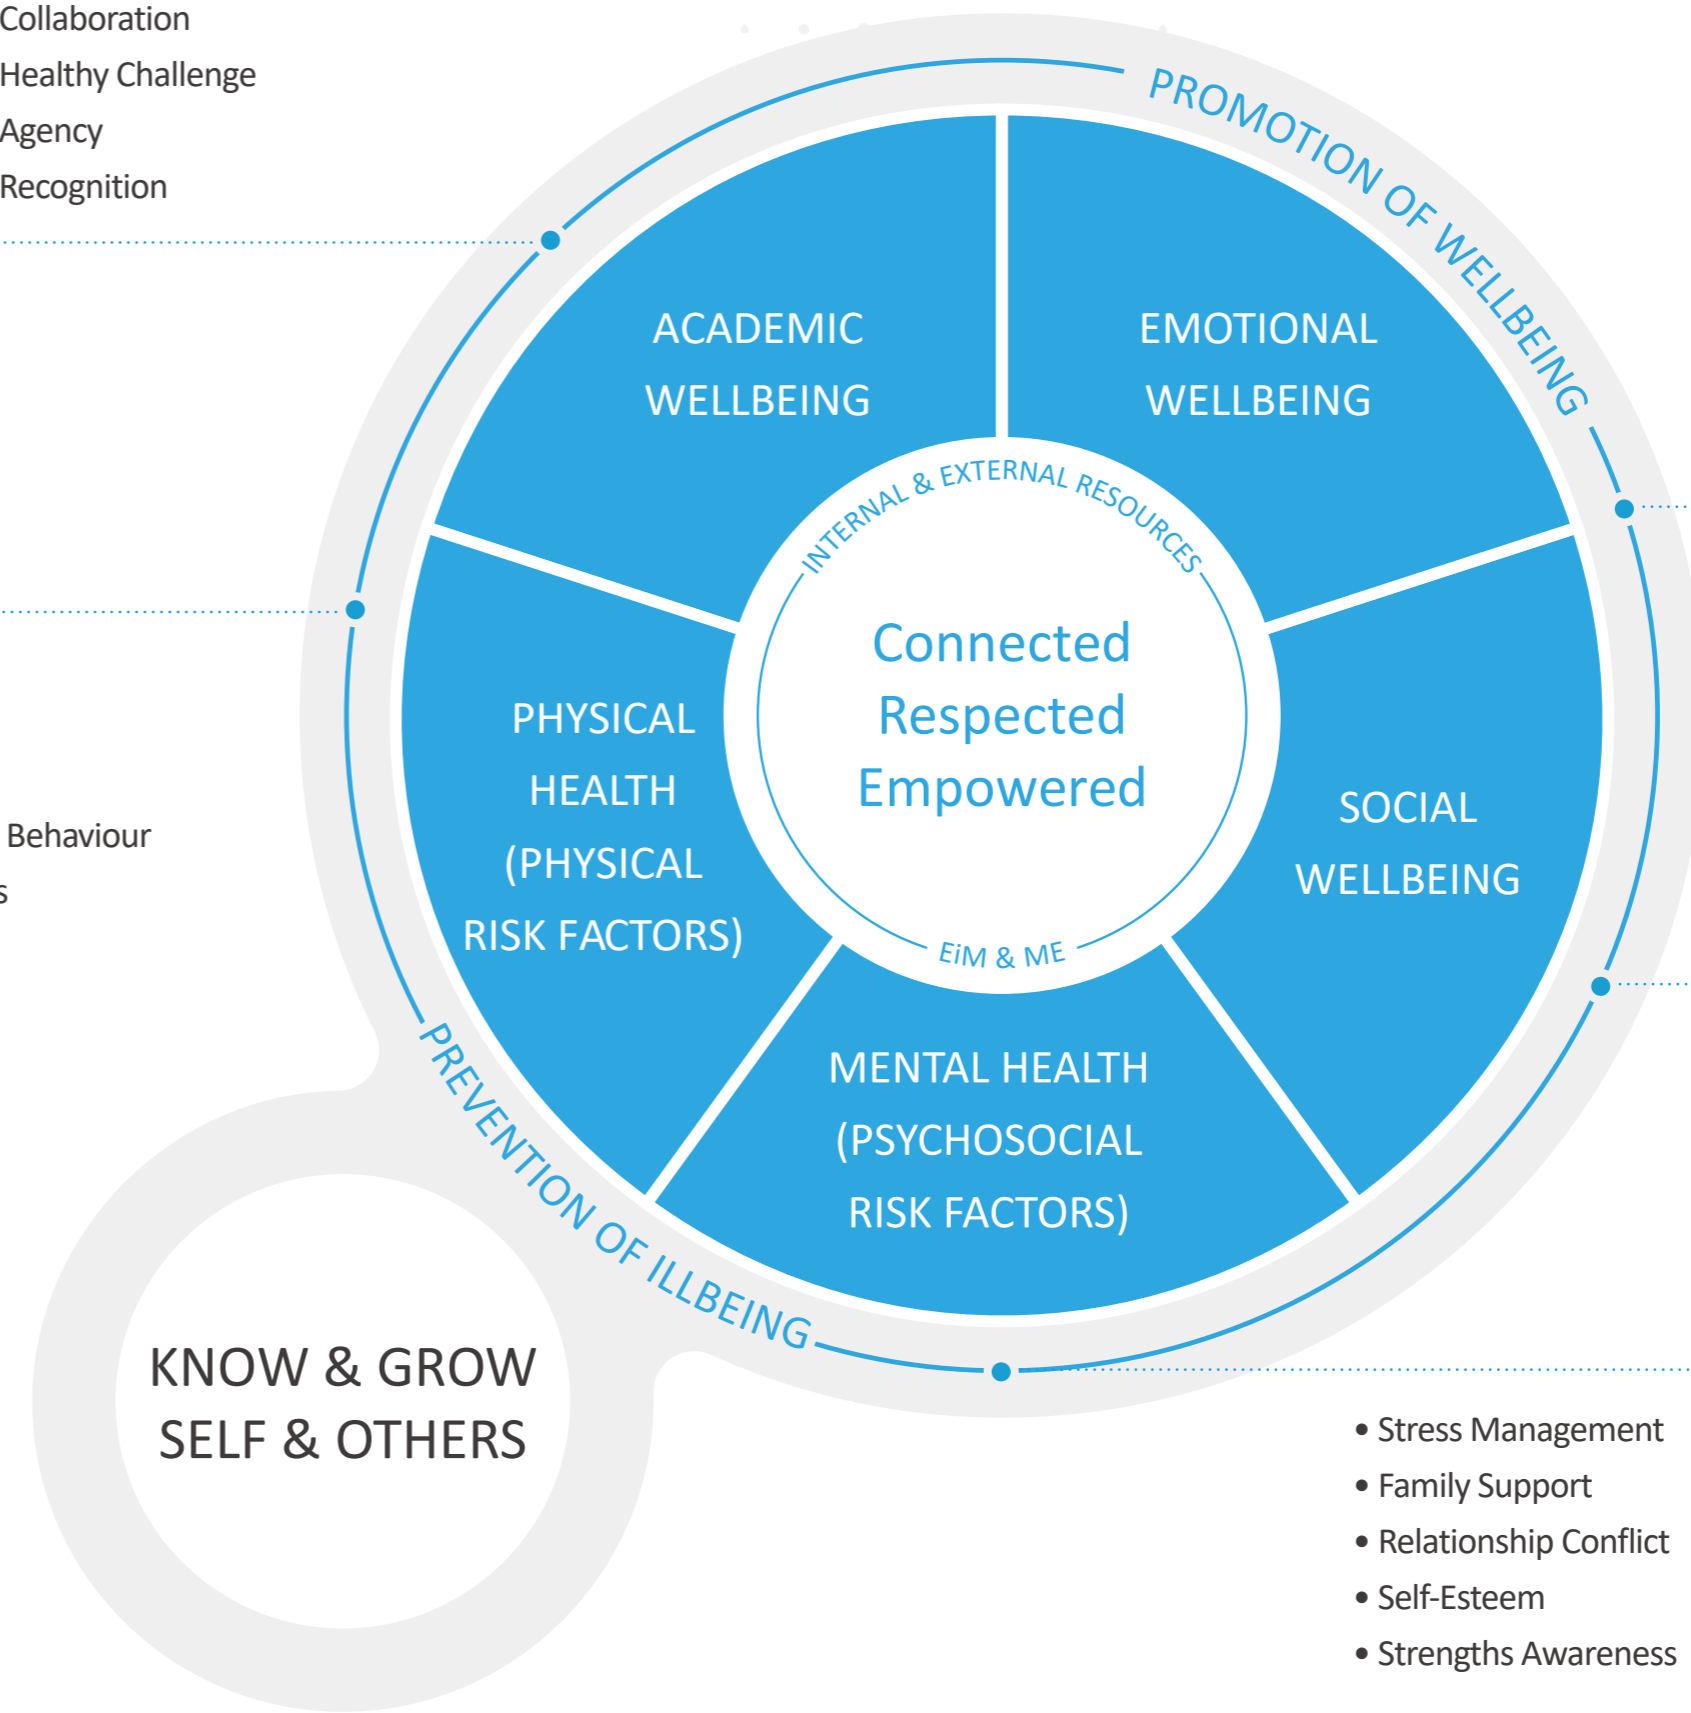 Collaboration
Healthy Challenge
Agency
Recognition
PROMOTION OF WELLBEING
ACADEMIC
WELLBEING
EMOTIONAL
WELLBEING
INTERNAL & EXTERNAL RESOURCES
Connected
Respected
Empowered
EiM & ME
PHYSICAL
HEALTH
(PHYSICAL
RISK FACTORS)
SOCIAL
WELLBEING
Behaviour
s
MENTAL HEALTH
(PSYCHOSOCIAL
RISK FACTORS)
PREVENTION OF ILLBEING
KNOW & GROW
SELF & OTHERS
• Stress Management
• Family Support
• Relationship Conflict
• Self-Esteem
• Strengths Awareness